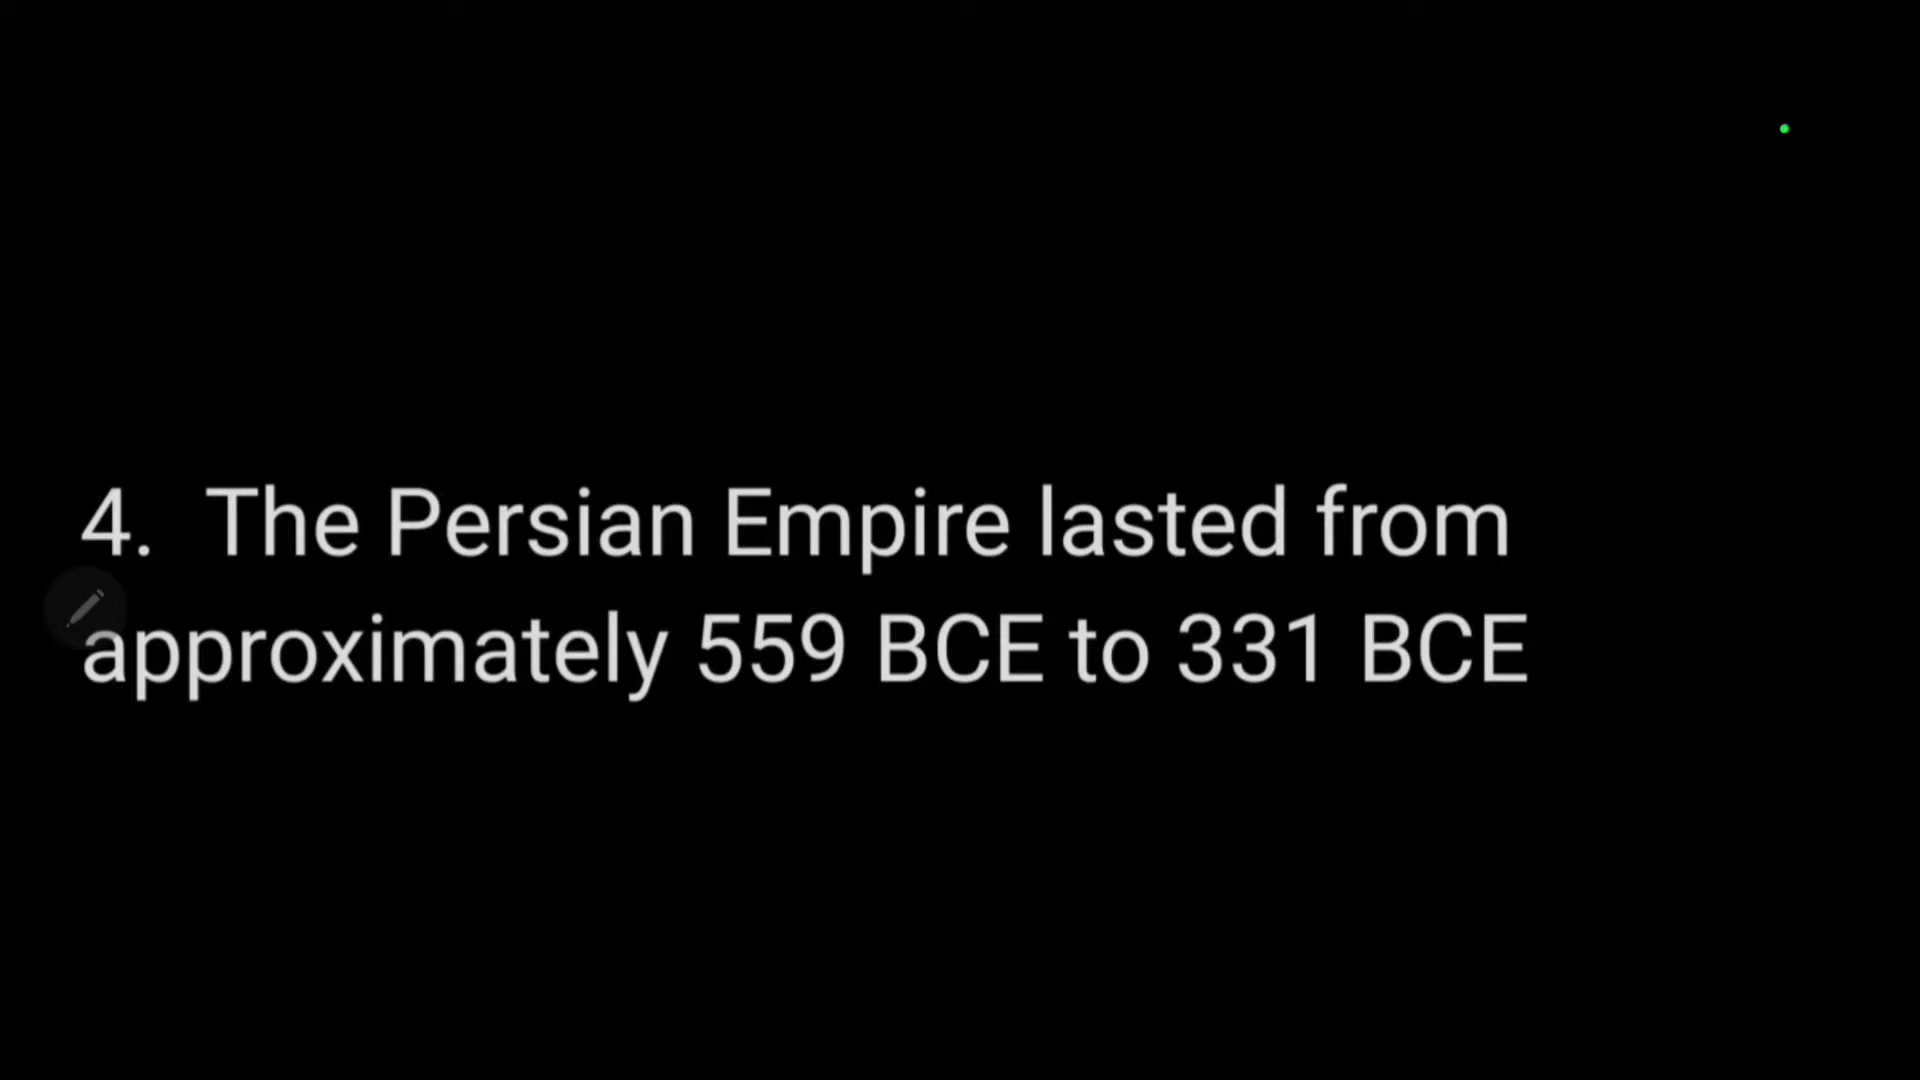 4. The Persian Empire lasted from
approximately 559 BCE to 331 BCE